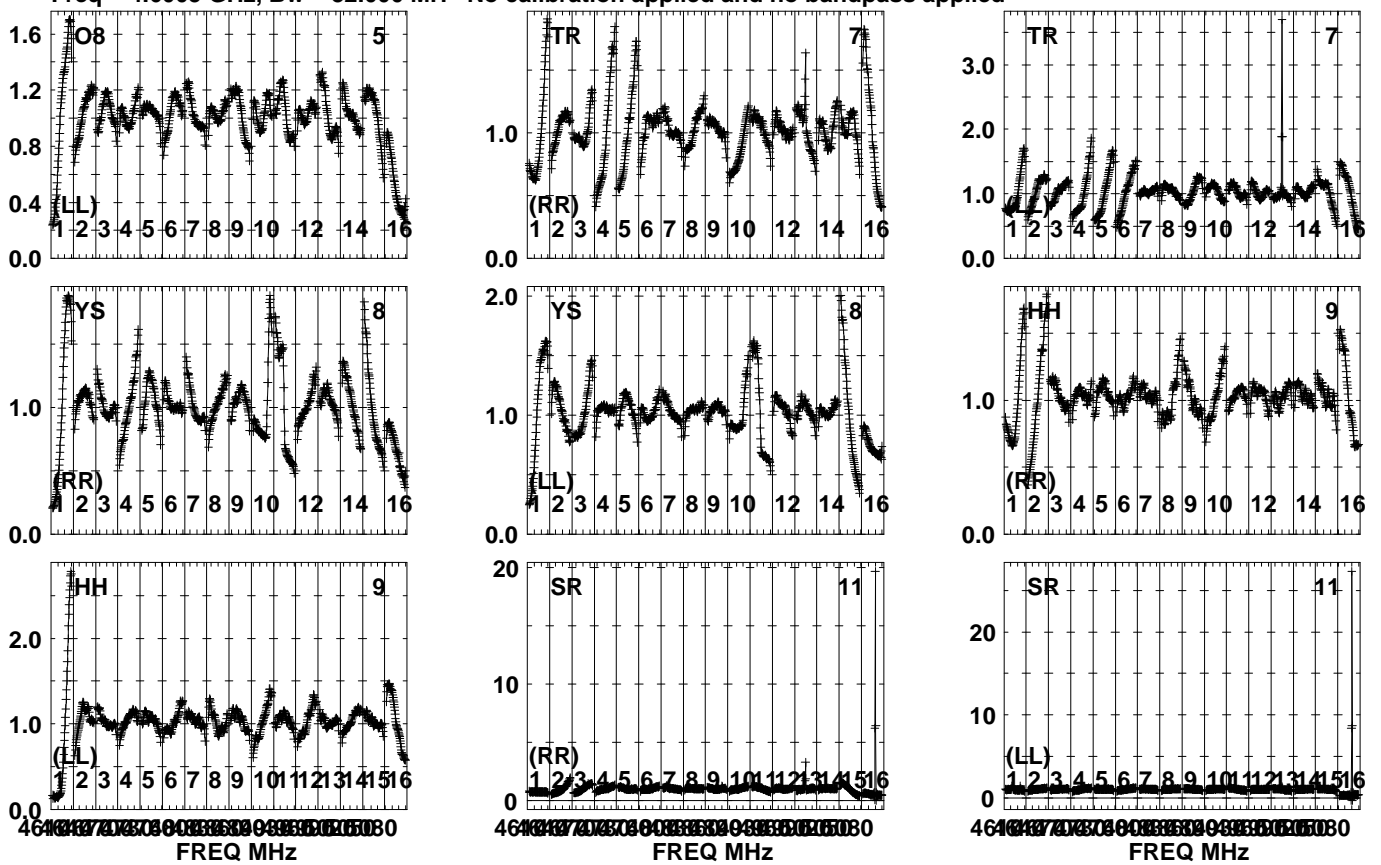 1.6 O8 5
1.2
0.8
0.4 (LL)
1 2 3 4 5 6 7 8 9 10 12 14 16
0.0
TR 7
1.0
(RR)
1 2 3 4 5 6 7 8 9 10 12 14 16
0.0
TR 7
3.0
2.0
1.0
(LL)
1 2 3 4 5 6 7 8 9 10 12 14 16
0.0
YS 8
1.0
(RR)
1 2 3 4 5 6 7 8 9 10 12 14 16
0.0
2.0 YS 8
1.0
(LL)
1 2 3 4 5 6 7 8 9 10 12 14 16
0.0
HH 9
1.0
(RR)
1 2 3 4 5 6 7 8 9 10 12 14 16
0.0
HH 9
2.0
1.0
(LL)
1 2 3 4 5 6 7 8 9 10 11 12 13 14 15 16
0.0
FREQ MHz
20 SR 11
10
(RR)
1 2 3 4 5 6 7 8 9 10 11 12 13 14 15 16
0
FREQ MHz
SR 11
20
10
(LL)
1 2 3 4 5 6 7 8 9 10 11 12 13 14 15 16
0
FREQ MHz